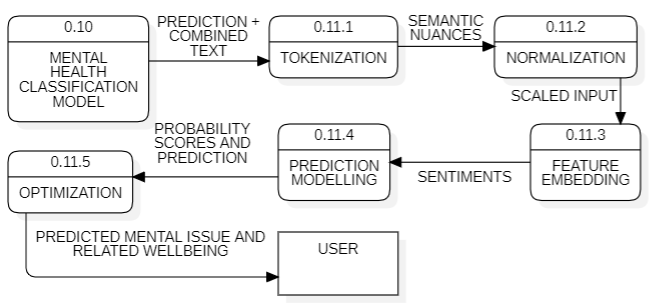 0.10
MENTAL
HEALTH
CLASSIFICATION
MODEL
PREDICTION +
COMBINED
TEXT
0.11.1
TOKENIZATION
SEMANTIC
NUANCES
0.11.2
NORMALIZATION
SCALED INPUT
0.11.3
FEATURE
EMBEDDING
SENTIMENTS
0.11.4
PREDICTION
MODELLING
PROBABILITY
SCORES AND
PREDICTION
0.11.5
OPTIMIZATION
PREDICTED MENTAL ISSUE AND
RELATED WELLBEING
USER